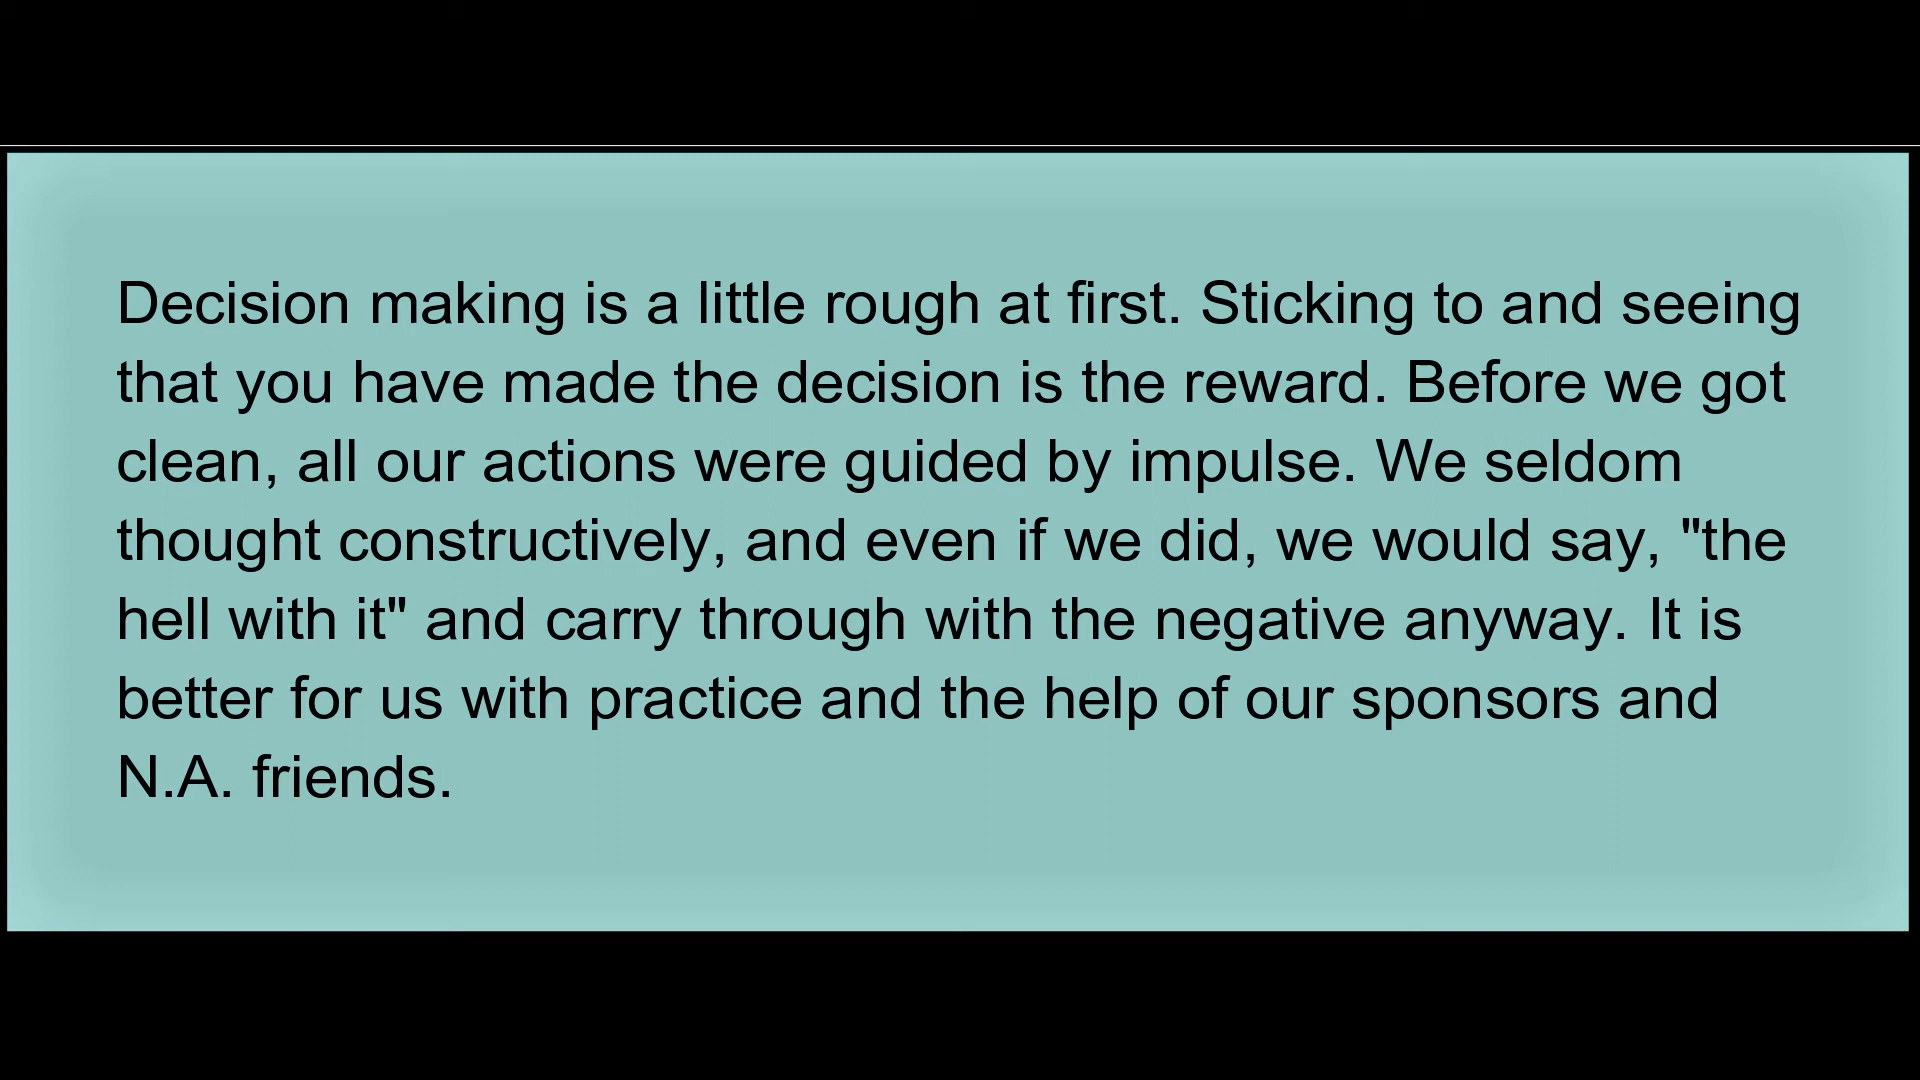 Decision making is a little rough at first. Sticking to and seeing
that you have made the decision is the reward. Before we got
clean, all our actions were guided by impulse. We seldom
thought constructively, and even if we did, we would say, "the
hell with it" and carry through with the negative anyway. It is
better for us with practice and the help of our sponsors and
N.A. friends.